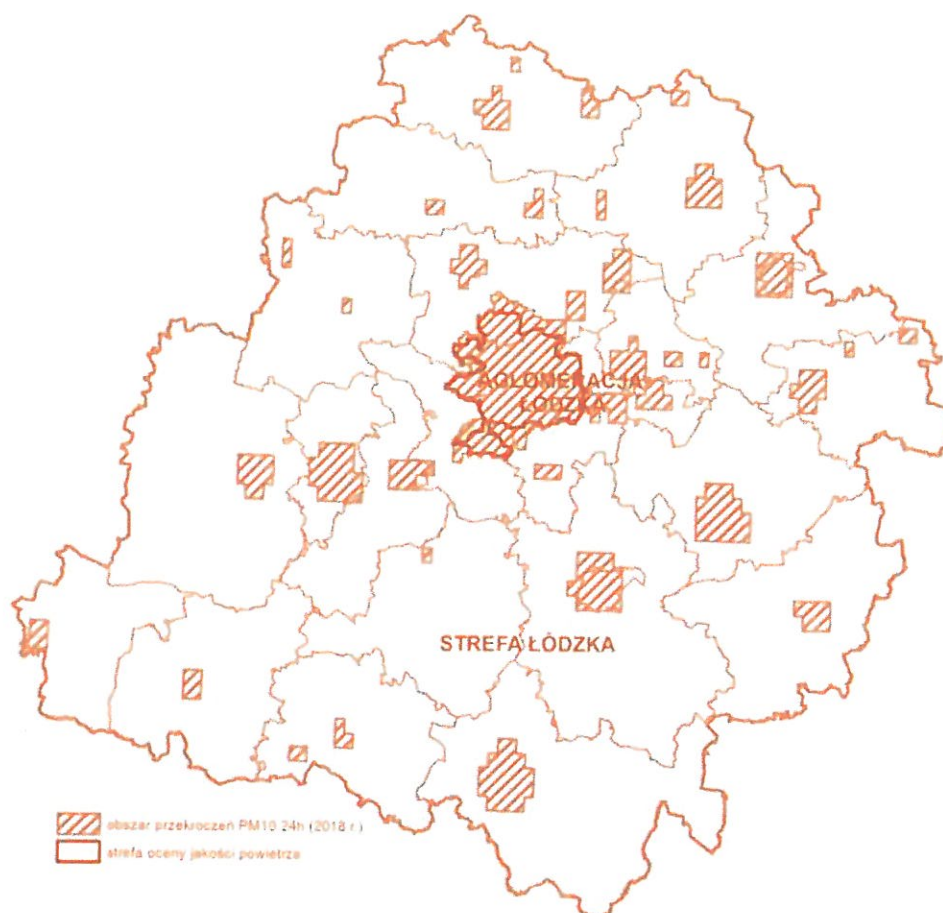 AGLOMERACJA
ŁÓDZKA
STREFA ŁÓDZKA
obszar przekroczeń PM10 24h (2018 r.)
strefa oceny jakości powietrza